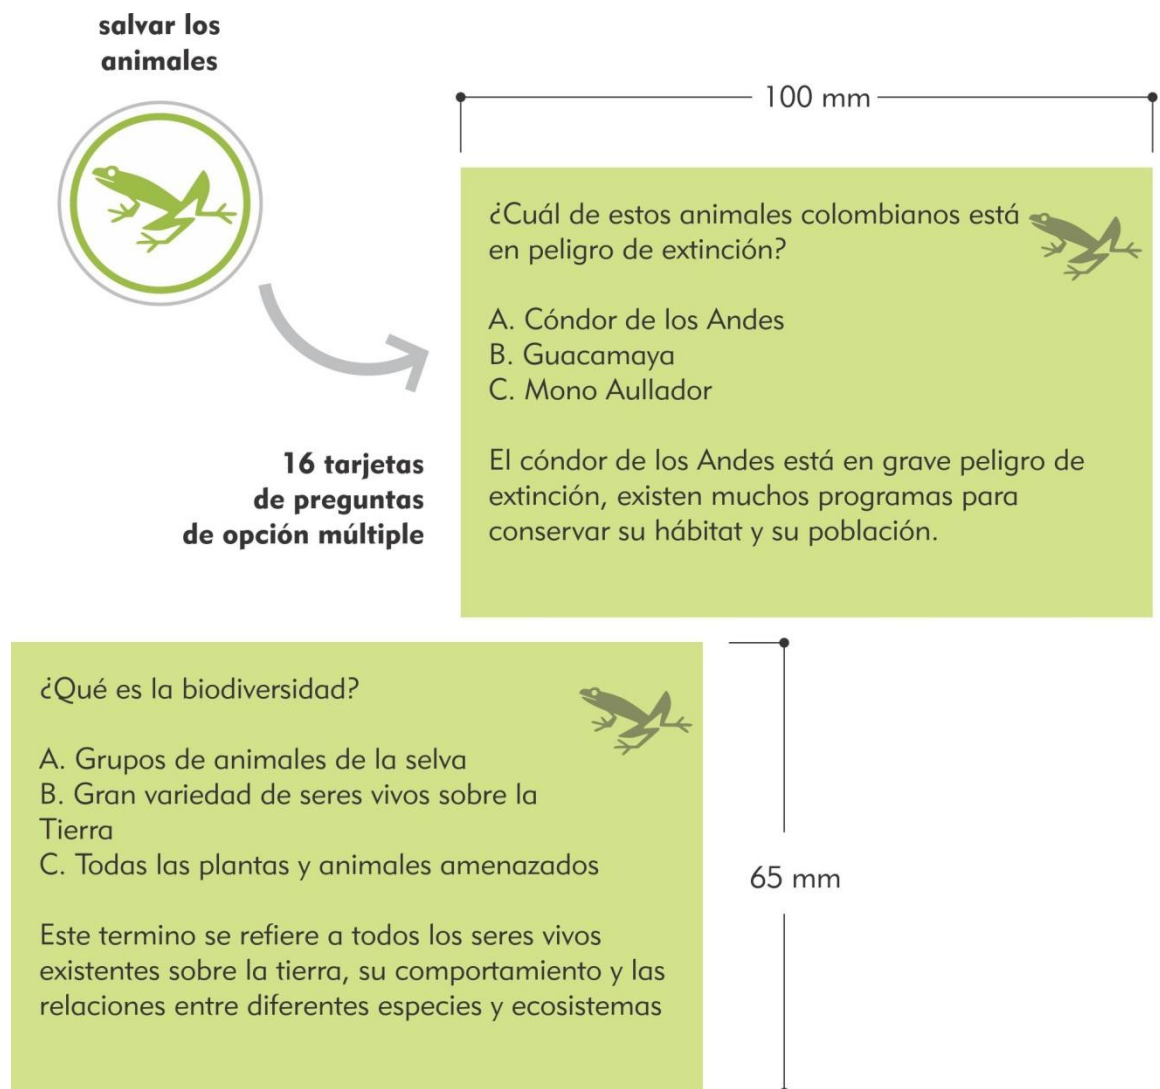 salvar los
animales
100 mm
¿Cuál de estos animales colombianos está
en peligro de extinción?
A. Cóndor de los Andes
B. Guacamaya
C. Mono Aullador
El cóndor de los Andes está en grave peligro de
extinción, existen muchos programas para
conservar su hábitat y su población.
16 tarjetas
de preguntas
de opción múltiple
¿Qué es la biodiversidad?
A. Grupos de animales de la selva
B. Gran variedad de seres vivos sobre la
Tierra
C. Todas las plantas y animales amenazados
Este termino se refiere a todos los seres vivos
existentes sobre la tierra, su comportamiento y las
relaciones entre diferentes especies y ecosistemas
65 mm